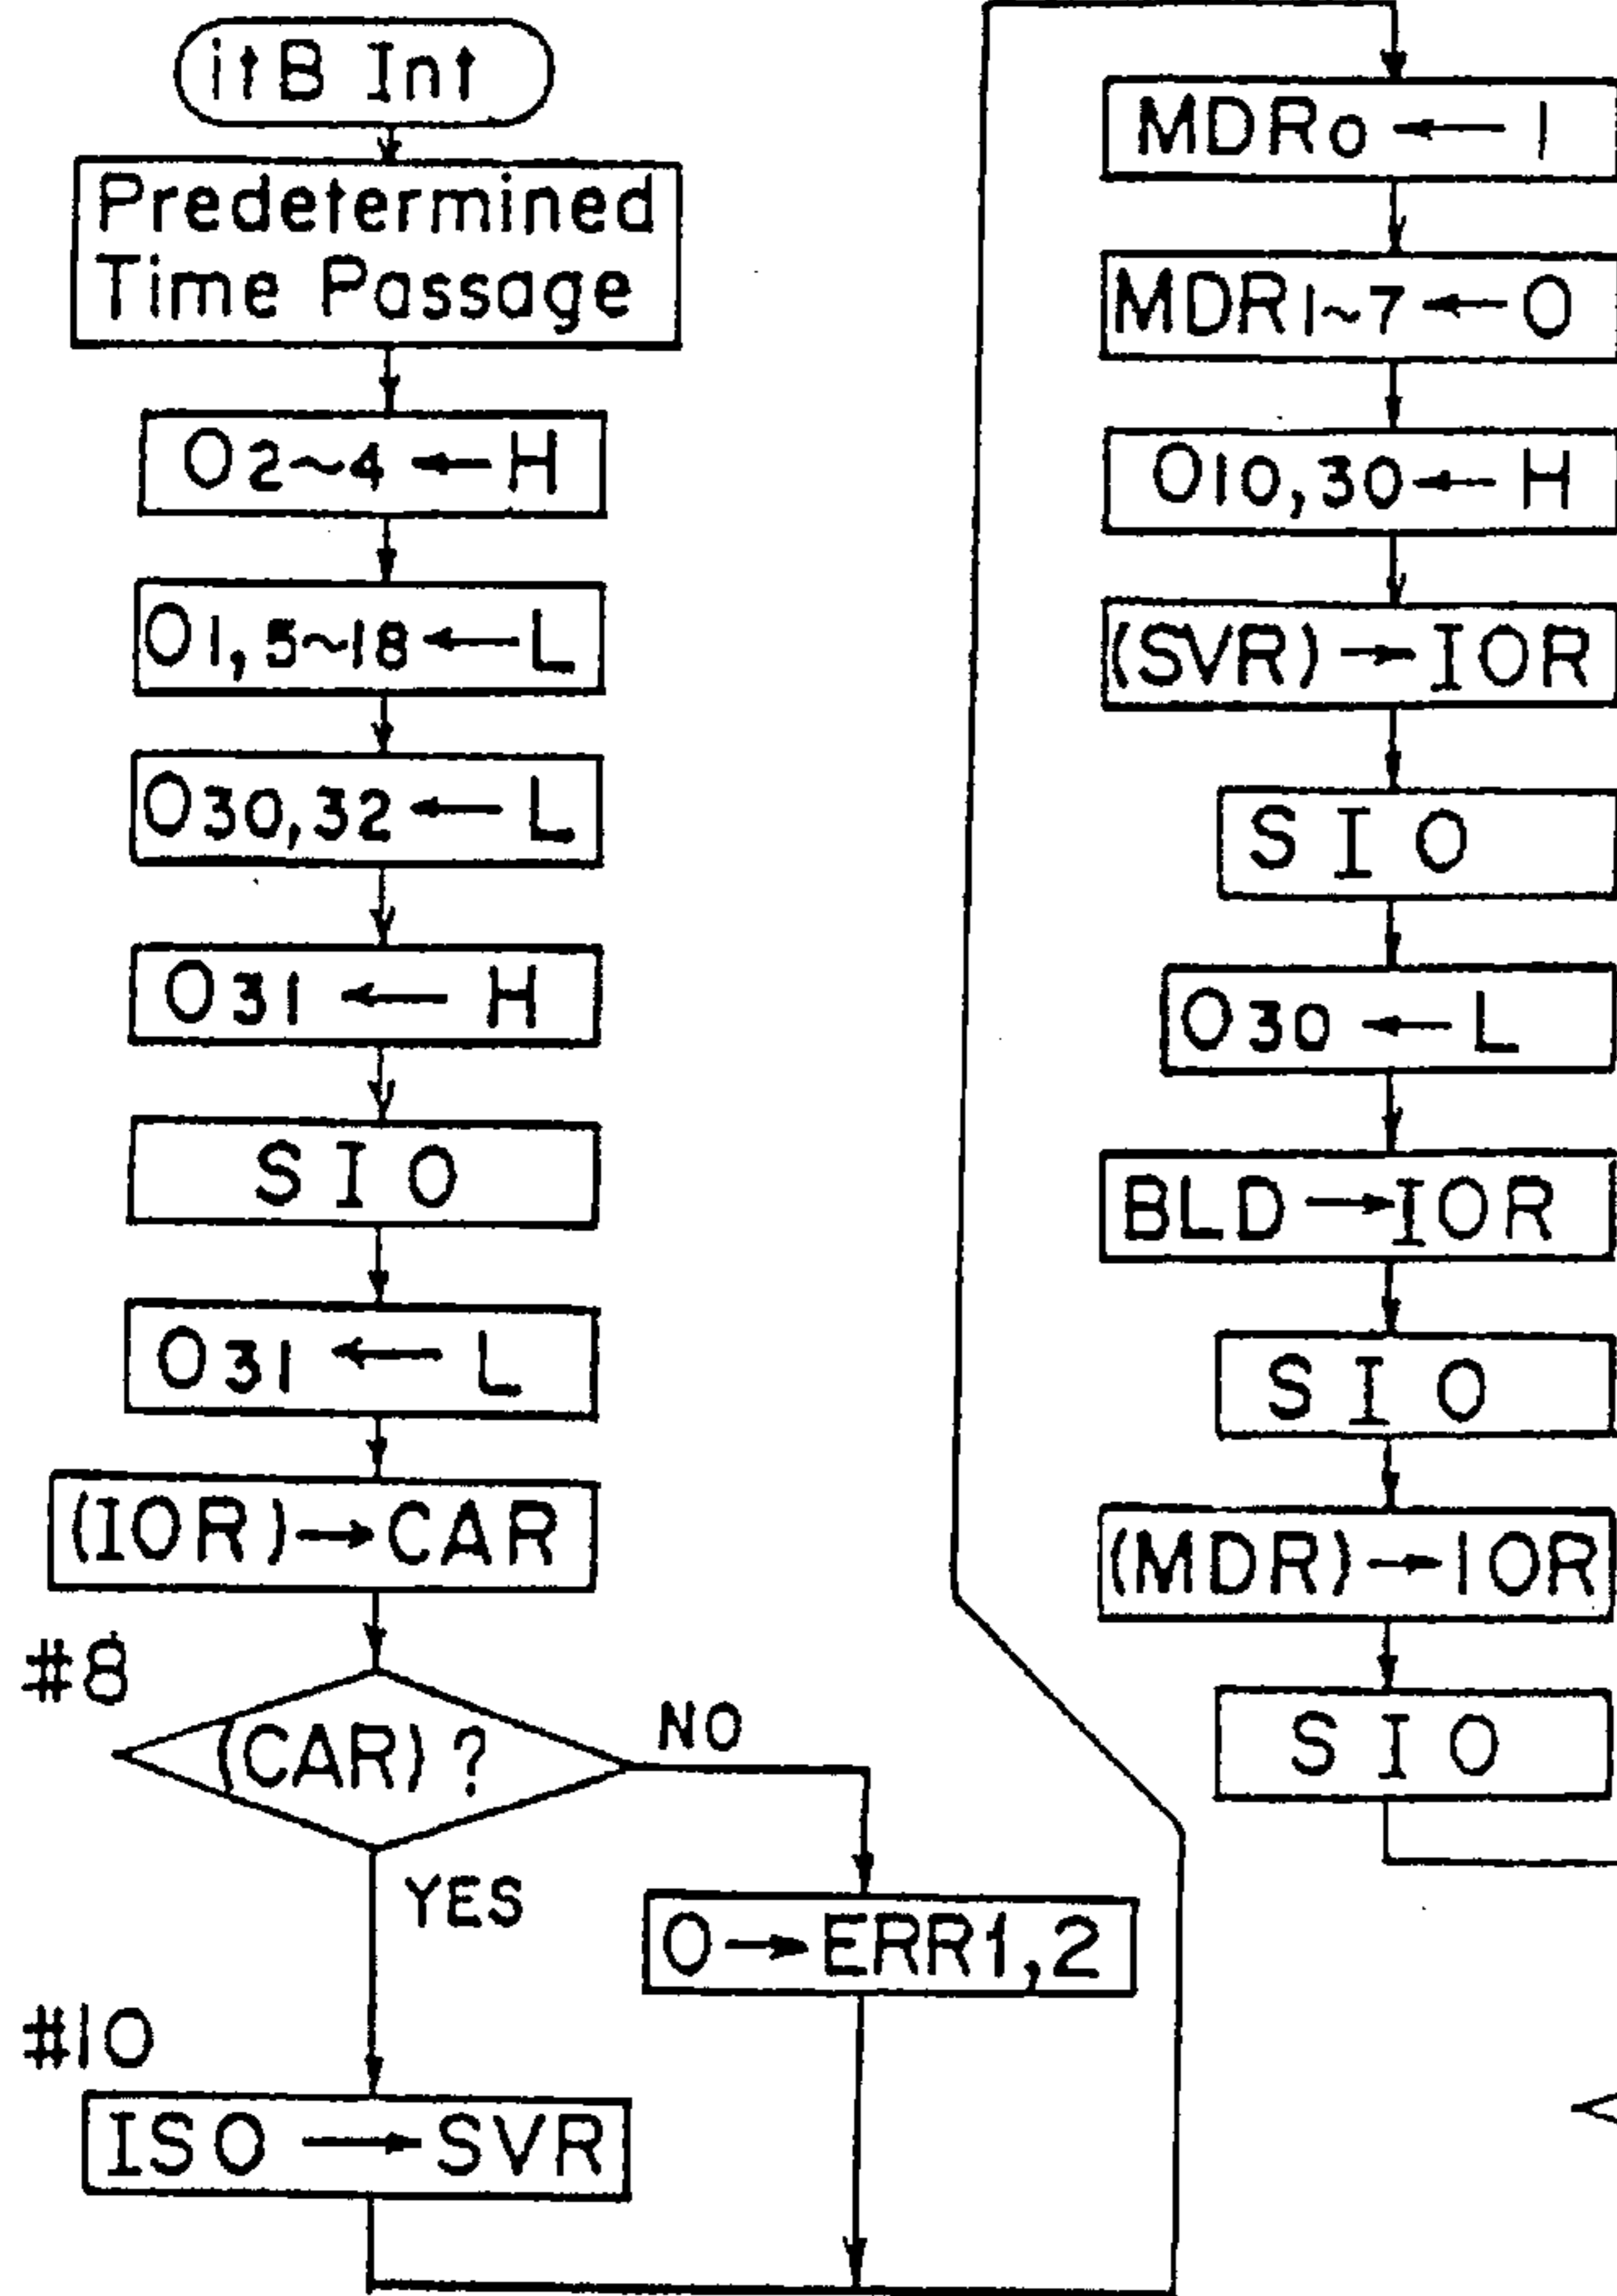 itB Int
Predetermined
Time Passage
O2~4 ← H
O1,5~18 ← L
O30,32 ← L
O31 ← H
SIO
O31 ← L
(IOR) → CAR
#8
(CAR)?
NO
YES
O → ERR1,2
#10
ISO → SVR
MDR0 ← 1
MDR1~7 ← O
O10,30 ← H
(SVR) → IOR
SIO
O30 ← L
BLD → IOR
SIO
(MDR) → IOR
SIO